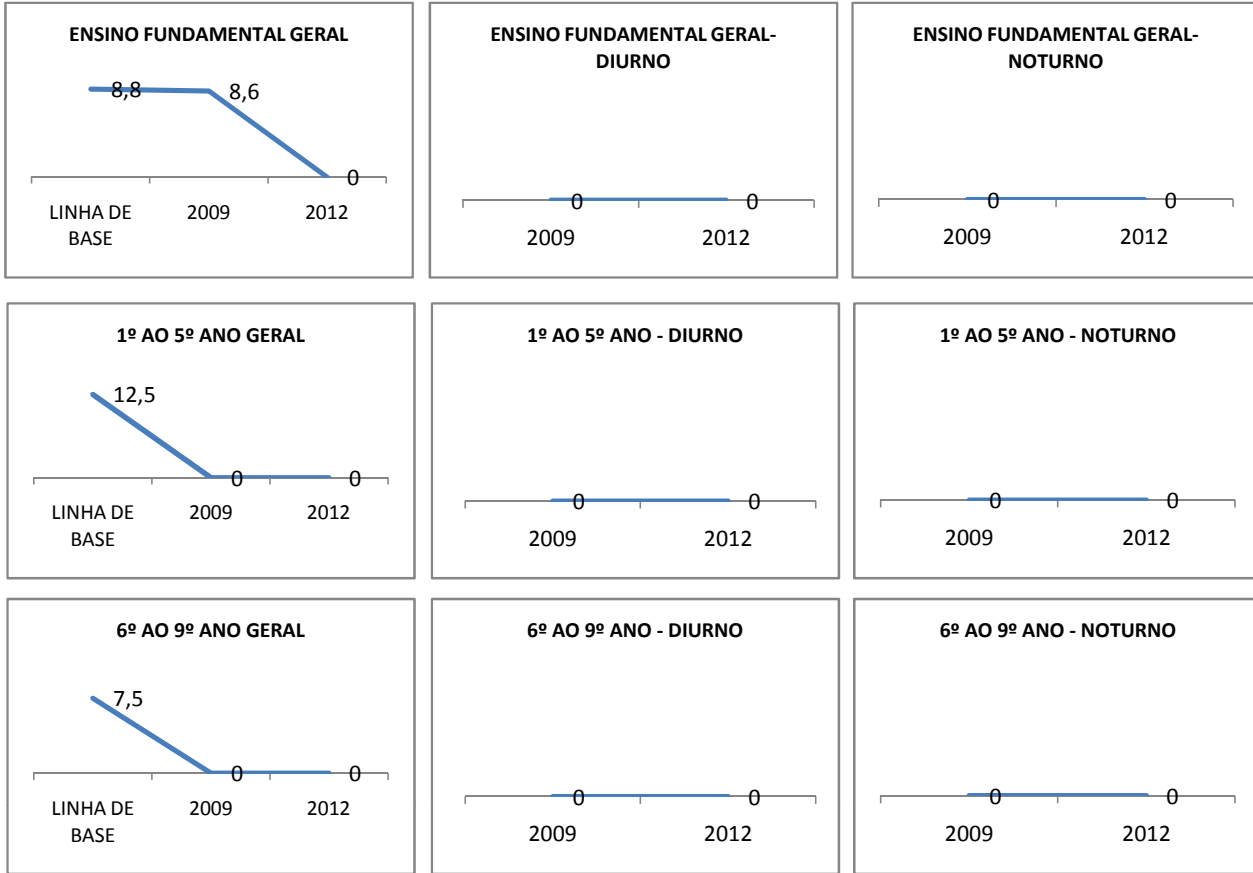 ENSINO FUNDAMENTAL GERAL
8,8
8,6
0
LINHA DE
BASE
2009
2012
ENSINO FUNDAMENTAL GERAL-
DIURNO
0
0
2009
2012
ENSINO FUNDAMENTAL GERAL-
NOTURNO
0
0
2009
2012
1º AO 5º ANO GERAL
12,5
0
0
LINHA DE
BASE
2009
2012
1º AO 5º ANO - DIURNO
0
0
2009
2012
1º AO 5º ANO - NOTURNO
0
0
2009
2012
6º AO 9º ANO GERAL
7,5
0
0
LINHA DE
BASE
2009
2012
6º AO 9º ANO - DIURNO
0
0
2009
2012
6º AO 9º ANO - NOTURNO
0
0
2009
2012